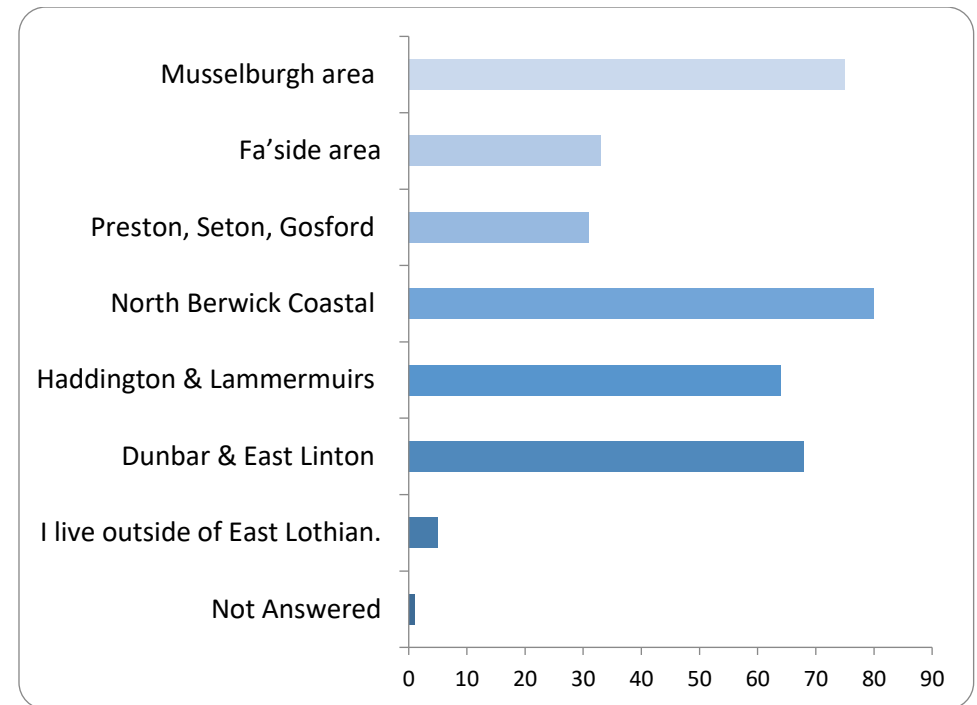 Musselburgh area
Fa’side area
Preston, Seton, Gosford
North Berwick Coastal
Haddington & Lammermuirs
Dunbar & East Linton
I live outside of East Lothian.
Not Answered
0 10 20 30 40 50 60 70 80 90